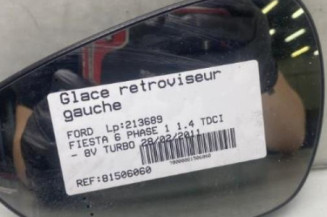 Glace retroviseur
gauche
FORD Lp:213689
FIESTA 6 PHASE 1 1.4 TDCI
- 8V TURBO 28/02/2011
REF:81506060